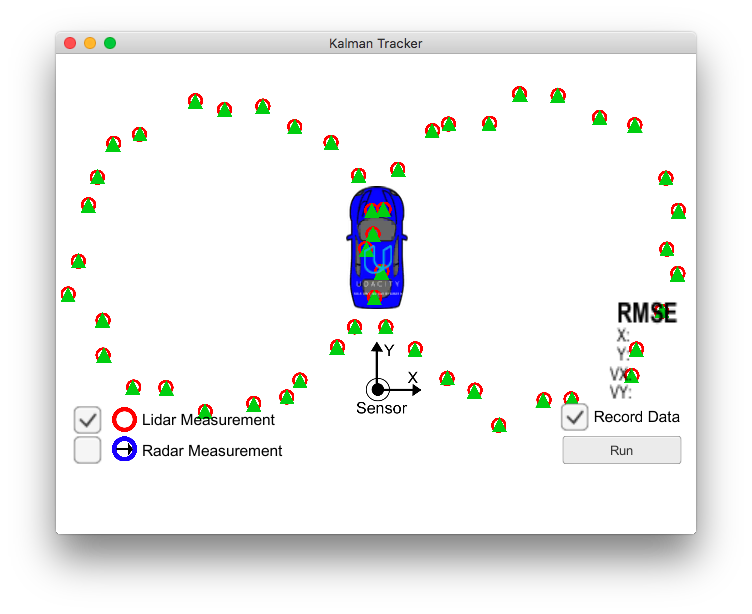 Kalman Tracker
UDACITY
RMSE
X:
Y:
VX:
VY:
Y
X
Sensor
Lidar Measurement
Record Data
Radar Measurement
Run